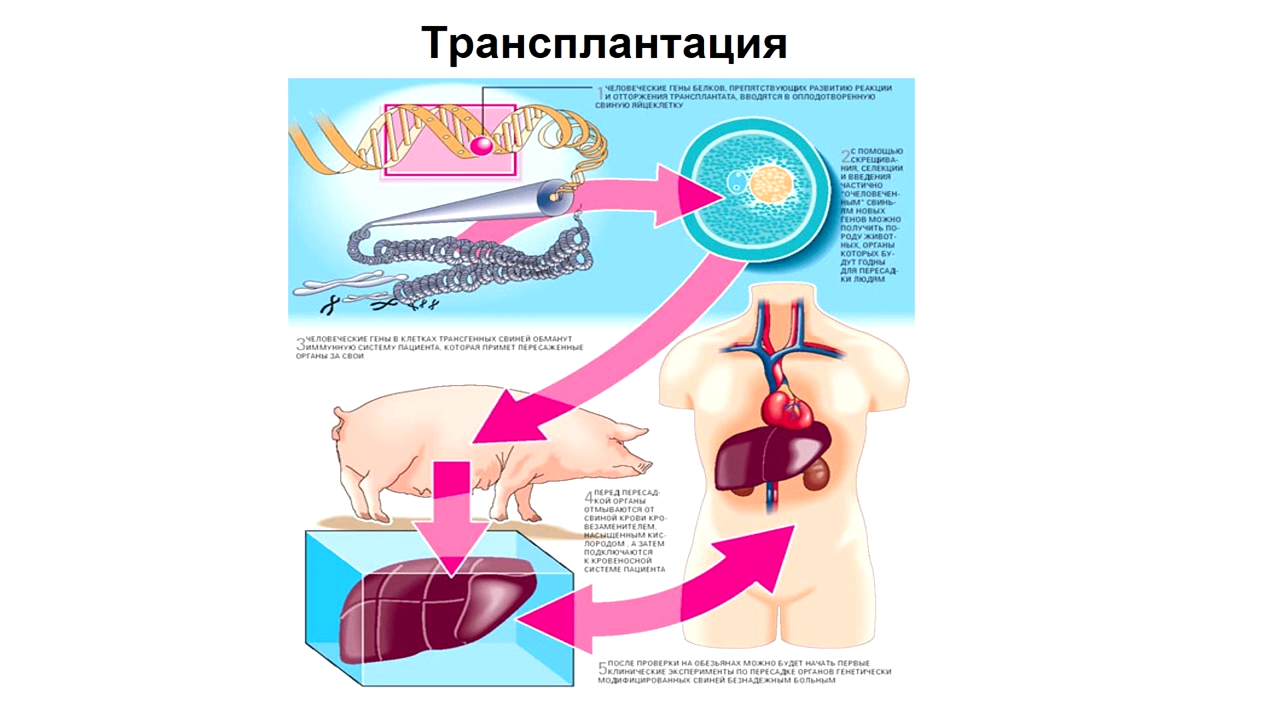 Трансплантация
1 ЧЕЛОВЕЧЕСКИЕ ГЕНЫ БЕЛКОВ, ПРЕПЯТСТВУЮЩИХ РАЗВИТИЮ РЕАКЦИИ
И ОТТОРЖЕНИЯ ТРАНСПЛАНТАТА, ВВОДЯТСЯ В ОПЛОДОТВОРЕННУЮ
СВИНУЮ ЯЙЦЕКЛЕТКУ
2 С ПОМОЩЬЮ
СКРЕЩИВА-
НИЯ, СЕЛЕКЦИИ
И ВВЕДЕНИЯ
ЧАСТИЧНО
"ОЧЕЛОВЕЧЕН-
НЫМ" СВИНЬ-
ЯМ НОВЫХ
ГЕНОВ МОЖНО
ПОЛУЧИТЬ ПО-
РОДУ ЖИВОТ-
НЫХ, ОРГАНЫ
КОТОРЫХ БУ-
ДУТ ГОДНЫ
ДЛЯ ПЕРЕСАД-
КИ ЛЮДЯМ
3 ЧЕЛОВЕЧЕСКИЕ ГЕНЫ В КЛЕТКАХ ТРАНСГЕННЫХ СВИНЕЙ ОБМАНУТ
ИММУННУЮ СИСТЕМУ ПАЦИЕНТА, КОТОРАЯ ПРИМЕТ ПЕРЕСАЖЕННЫЕ
ОРГАНЫ ЗА СВОИ
4 ПЕРЕД ПЕРЕСАД-
КОЙ ОРГАНЫ
ОТМЫВАЮТСЯ ОТ
СВИНОЙ КРОВИ КРО-
ВЕЗАМЕНИТЕЛЕМ,
НАСЫЩЕННЫМ КИС-
ЛОРОДОМ, А ЗАТЕМ
ПОДКЛЮЧАЮТСЯ
К КРОВЕНОСНОЙ
СИСТЕМЕ ПАЦИЕНТА
5 ПОСЛЕ ПРОВЕРКИ НА ОБЕЗЬЯНАХ МОЖНО БУДЕТ НАЧАТЬ ПЕРВЫЕ
КЛИНИЧЕСКИЕ ЭКСПЕРИМЕНТЫ ПО ПЕРЕСАДКЕ ОРГАНОВ ГЕНЕТИЧЕСКИ
МОДИФИЦИРОВАННЫХ СВИНЕЙ БЕЗНАДЕЖНЫМ БОЛЬНЫМ